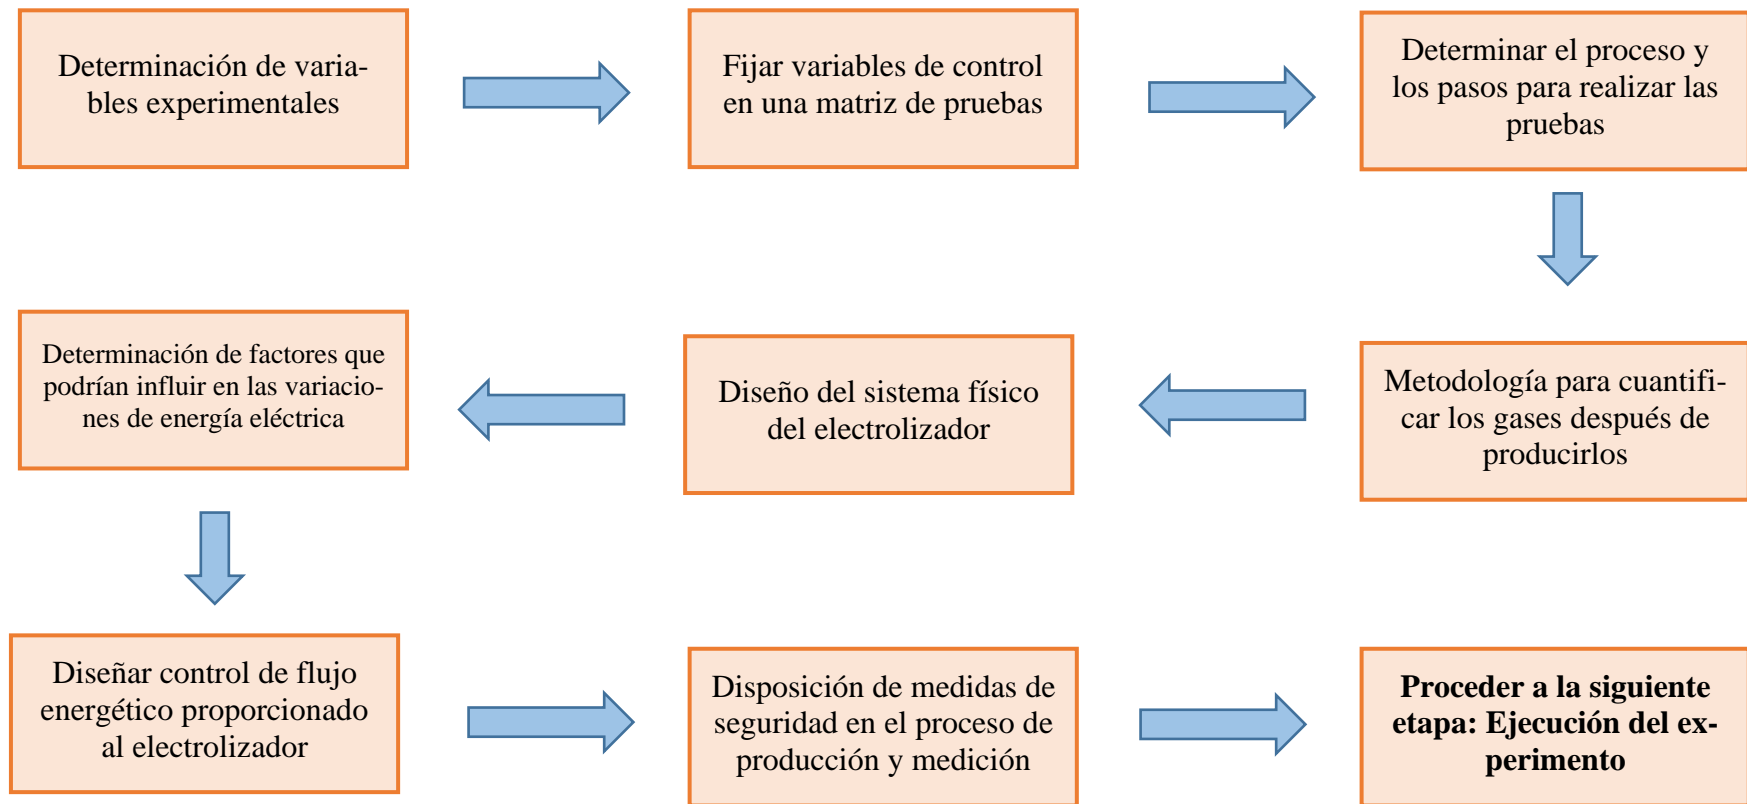 Determinación de varia-
bles experimentales
Fijar variables de control
en una matriz de pruebas
Determinar el proceso y
los pasos para realizar las
pruebas
Metodología para cuantifi-
car los gases después de
producirlos
Diseño del sistema físico
del electrolizador
Determinación de factores que
podrían influir en las variacio-
nes de energía eléctrica
Diseñar control de flujo
energético proporcionado
al electrolizador
Disposición de medidas de
seguridad en el proceso de
producción y medición
Proceder a la siguiente
etapa: Ejecución del ex-
perimento